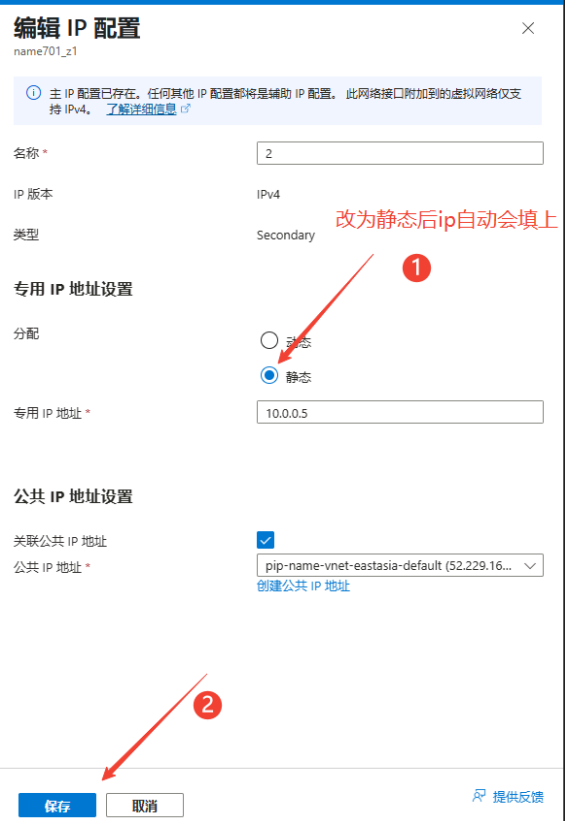 编辑 IP 配置
name701_z1
主 IP 配置已存在。任何其他 IP 配置都将是辅助 IP 配置。 此网络接口附加到的虚拟网络仅支
持 IPv4。 了解详细信息
名称 *
2
IP 版本
IPv4
改为静态后ip自动会填上
类型
Secondary
1
专用 IP 地址设置
分配
动态
静态
专用 IP 地址 *
10.0.0.5
公共 IP 地址设置
关联公共 IP 地址
公共 IP 地址 *
pip-name-vnet-eastasia-default (52.229.16...
创建公共 IP 地址
2
保存
取消
提供反馈